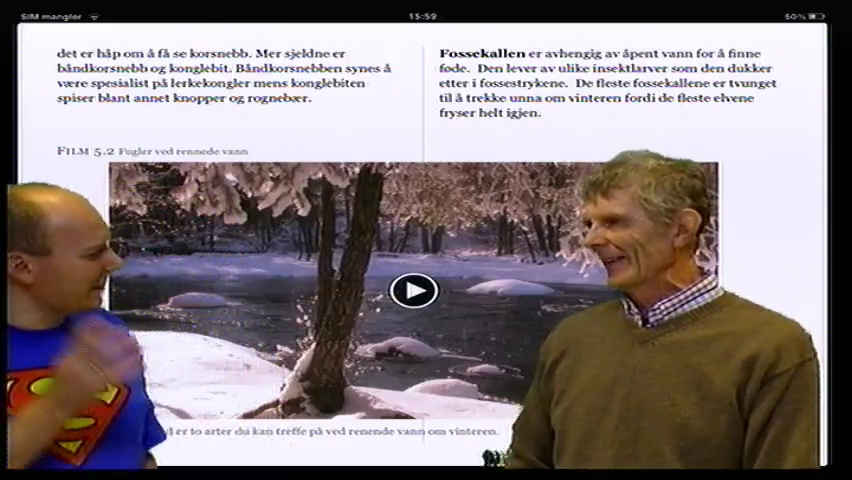 SIM mangler
15:59
50%
det er håp om å få se korsnebb. Mer sjeldne er
båndkorsnebb og konglebit. Båndkorsnebben synes å
være spesialist på lerkekongler mens konglebiten
spiser blant annet knopper og rognebær.
Fossekallen er avhengig av åpent vann for å finne
føde. Den lever av ulike insektlarver som den dukker
etter i fossestrykene. De fleste fossekallene er tvunget
til å trekke unna om vinteren fordi de fleste elvene
fryser helt igjen.
FILM 5.2 Fugler ved rennede vann
er to arter du kan treffe på ved renende vann om vinteren.